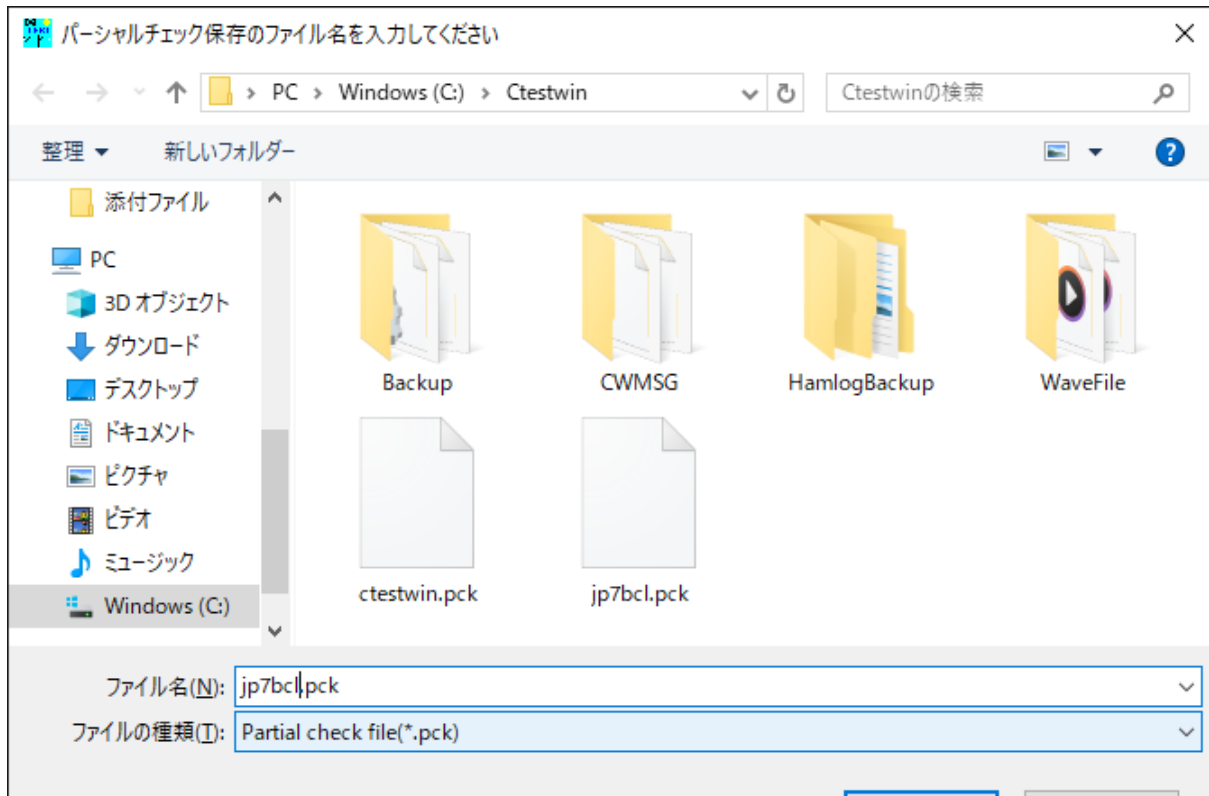 パーシャルチェック保存のファイル名を入力してください
PC > Windows (C:) > Ctestwin
Ctestwinの検索
整理
新しいフォルダー
添付ファイル
PC
3D オブジェクト
ダウンロード
デスクトップ
ドキュメント
ピクチャ
ビデオ
ミュージック
Windows (C:)
Backup
CWMSG
HamlogBackup
WaveFile
ctestwin.pck
jp7bcl.pck
ファイル名(N): jp7bcl.pck
ファイルの種類(T): Partial check file(*.pck)